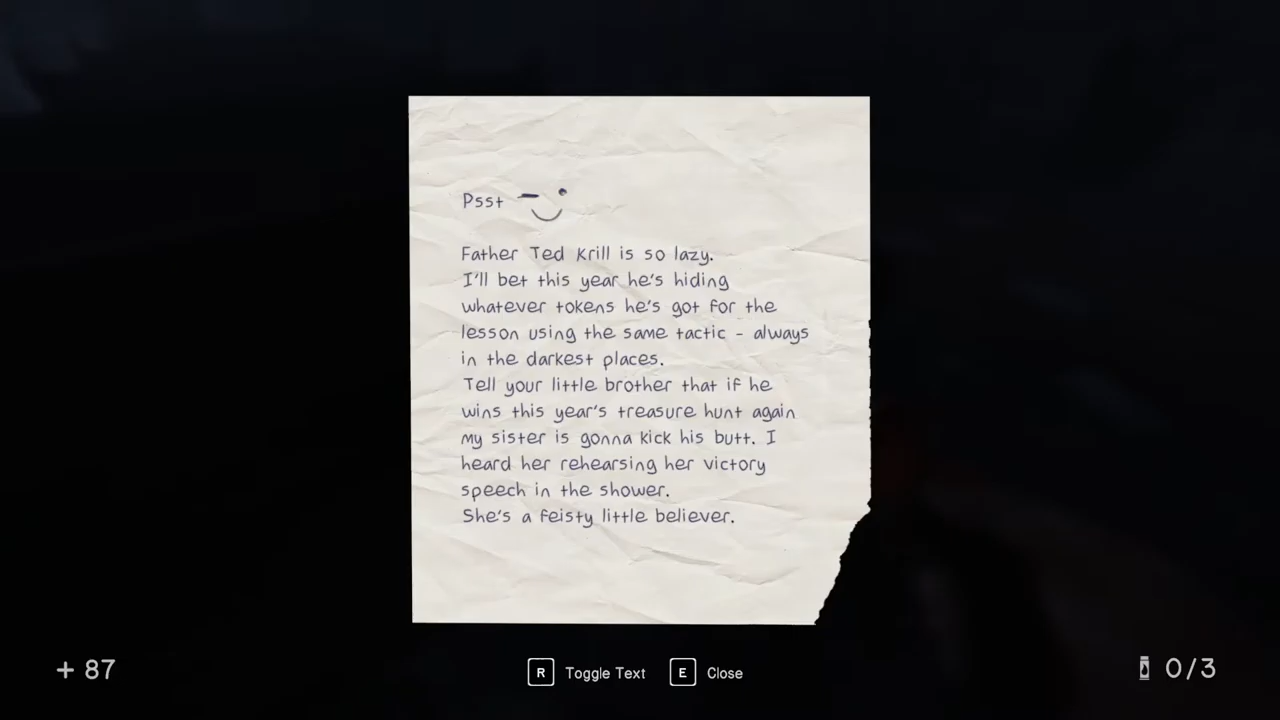 Psst
Father Ted Krill is so lazy.
I'll bet this year he's hiding
whatever tokens he's got for the
lesson using the same tactic - always
in the darkest places.
Tell your little brother that if he
wins this year's treasure hunt again
my sister is gonna kick his butt. I
heard her rehearsing her victory
speech in the shower.
She's a feisty little believer.
+ 87
R Toggle Text E Close
0/3